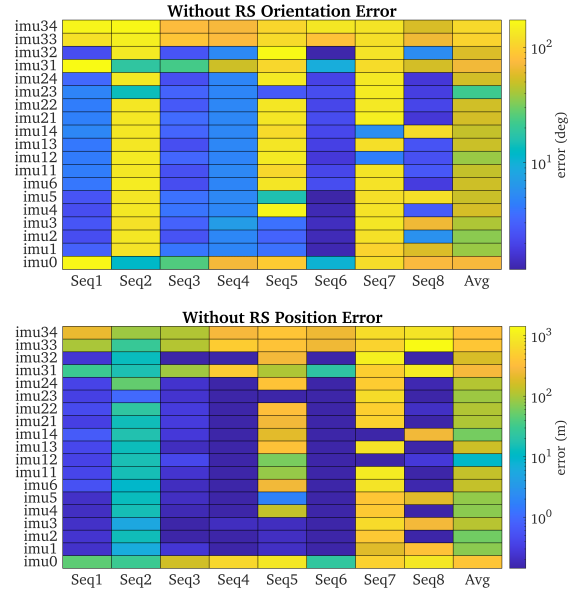 Without RS Orientation Error
imu34
imu33
imu32
imu31
imu24
imu23
imu22
imu21
imu14
imu13
imu12
imu11
imu6
imu5
imu4
imu3
imu2
imu1
imu0
Seq1 Seq2 Seq3 Seq4 Seq5 Seq6 Seq7 Seq8 Avg
10^2
10^1
error (deg)
Without RS Position Error
imu34
imu33
imu32
imu31
imu24
imu23
imu22
imu21
imu14
imu13
imu12
imu11
imu6
imu5
imu4
imu3
imu2
imu1
imu0
Seq1 Seq2 Seq3 Seq4 Seq5 Seq6 Seq7 Seq8 Avg
10^3
10^2
10^1
10^0
error (m)